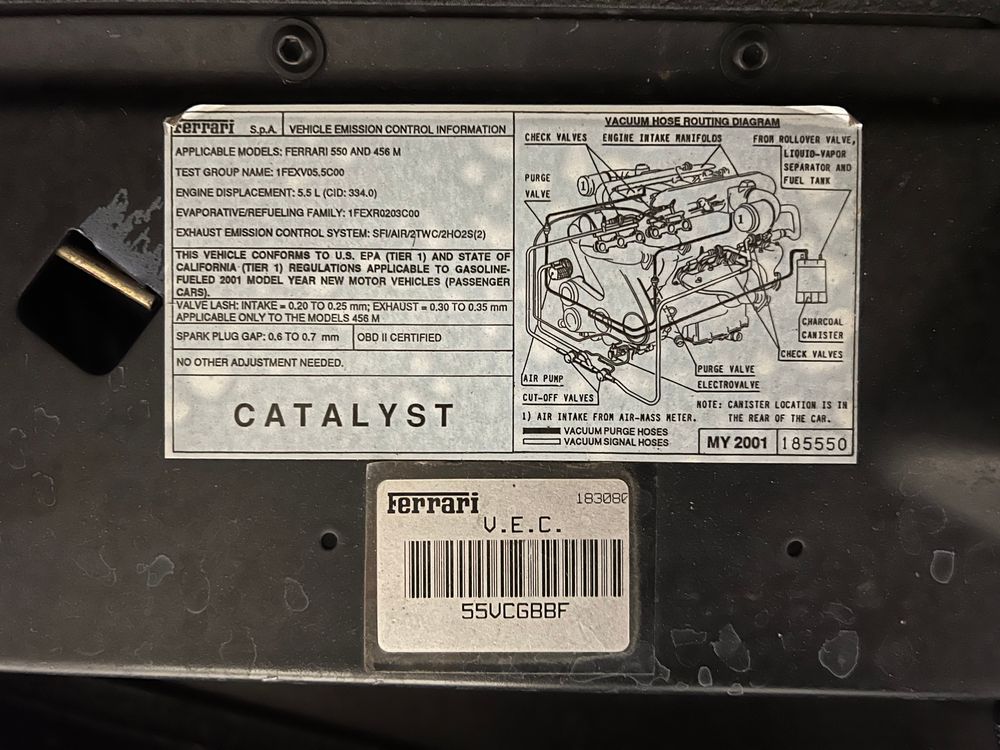 Ferrari S.p.A. VEHICLE EMISSION CONTROL INFORMATION
APPLICABLE MODELS: FERRARI 550 AND 456 M
TEST GROUP NAME: 1FEXV05.5C00
ENGINE DISPLACEMENT: 5.5 L (CID: 334.0)
EVAPORATIVE/REFUELING FAMILY: 1FEXR0203C00
EXHAUST EMISSION CONTROL SYSTEM: SFI/AIR/2TWC/2HO2S(2)
THIS VEHICLE CONFORMS TO U.S. EPA (TIER 1) AND STATE OF
CALIFORNIA (TIER 1) REGULATIONS APPLICABLE TO GASOLINE-
FUELED 2001 MODEL YEAR NEW MOTOR VEHICLES (PASSENGER
CARS).
VALVE LASH: INTAKE = 0.20 TO 0.25 mm; EXHAUST = 0.30 TO 0.35 mm
APPLICABLE ONLY TO THE MODELS 456 M
SPARK PLUG GAP: 0.6 TO 0.7 mm OBD II CERTIFIED
NO OTHER ADJUSTMENT NEEDED.
CATALYST
VACUUM HOSE ROUTING DIAGRAM
CHECK VALVES ENGINE INTAKE MANIFOLDS FROM ROLLOVER VALVE,
LIQUID-VAPOR
SEPARATOR AND
FUEL TANK
PURGE
VALVE
1
1
CHARCOAL
CANISTER
CHECK VALVES
PURGE VALVE
ELECTROVALVE
AIR PUMP
CUT-OFF VALVES
NOTE: CANISTER LOCATION IS IN
THE REAR OF THE CAR.
1) AIR INTAKE FROM AIR-MASS METER.
VACUUM PURGE HOSES
VACUUM SIGNAL HOSES
MY 2001 185550
Ferrari 183080
V.E.C.
55VCGBBF